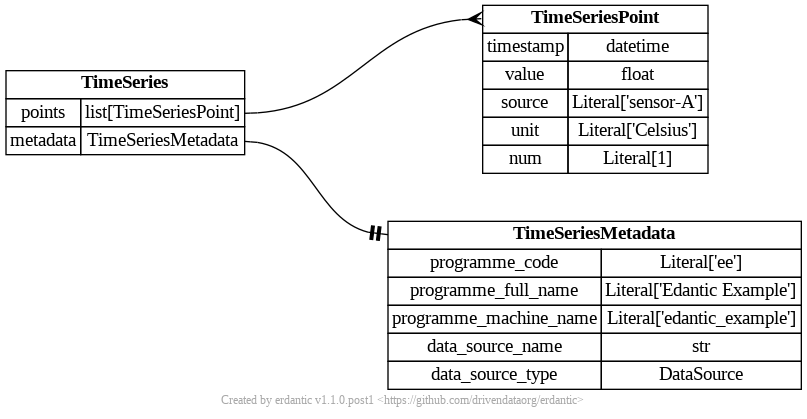 TimeSeries
points list[TimeSeriesPoint]
metadata TimeSeriesMetadata
TimeSeriesPoint
timestamp datetime
value float
source Literal['sensor-A']
unit Literal['Celsius']
num Literal[1]
TimeSeriesMetadata
programme_code Literal['ee']
programme_full_name Literal['Edantic Example']
programme_machine_name Literal['edantic_example']
data_source_name str
data_source_type DataSource
Created by erdantic v1.1.0.post1 <https://github.com/drivendataorg/erdantic>